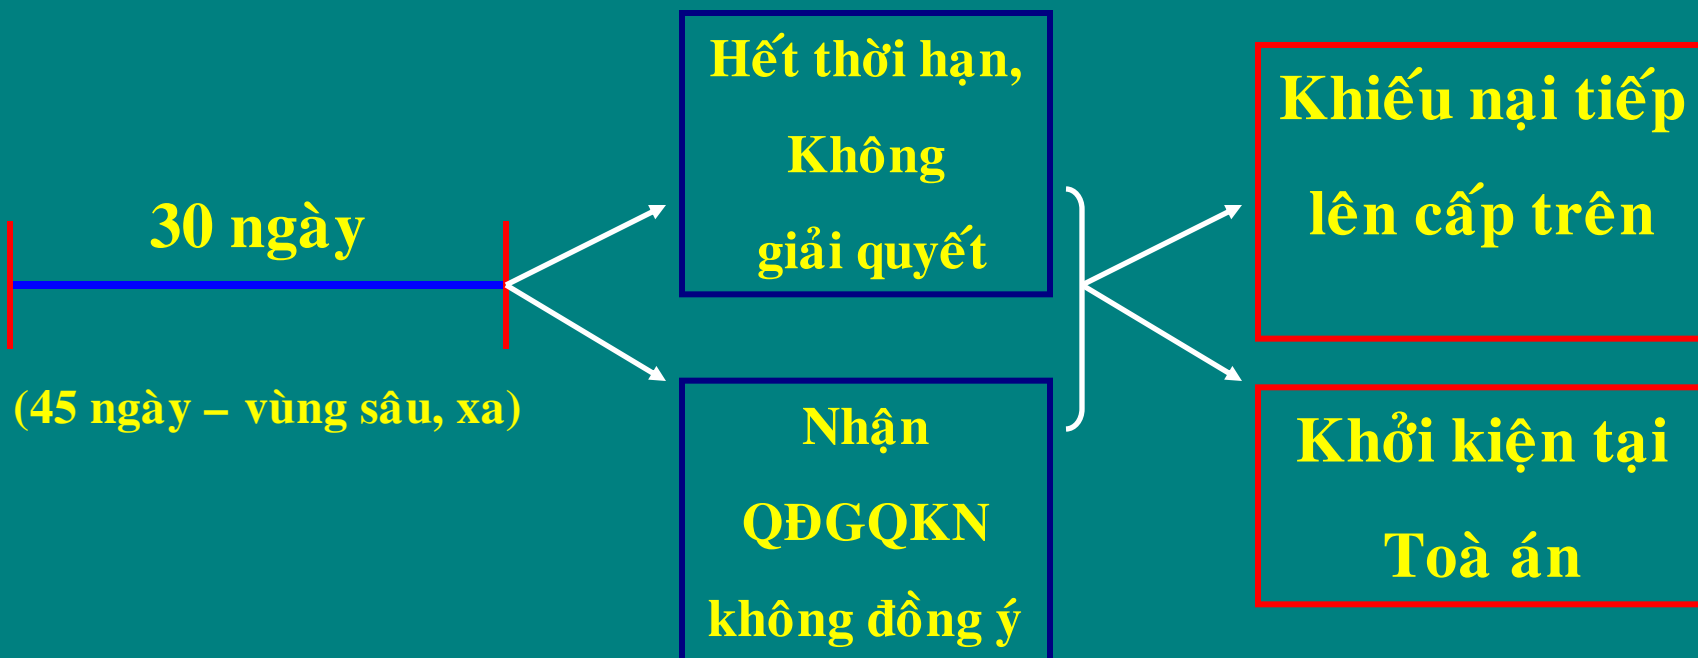 30 ngày
(45 ngày – vùng sâu, xa)
Hết thời hạn,
Không
giải quyết
Nhận
QĐGQKN
không đồng ý
Khiếu nại tiếp
lên cấp trên
Khởi kiện tại
Toà án